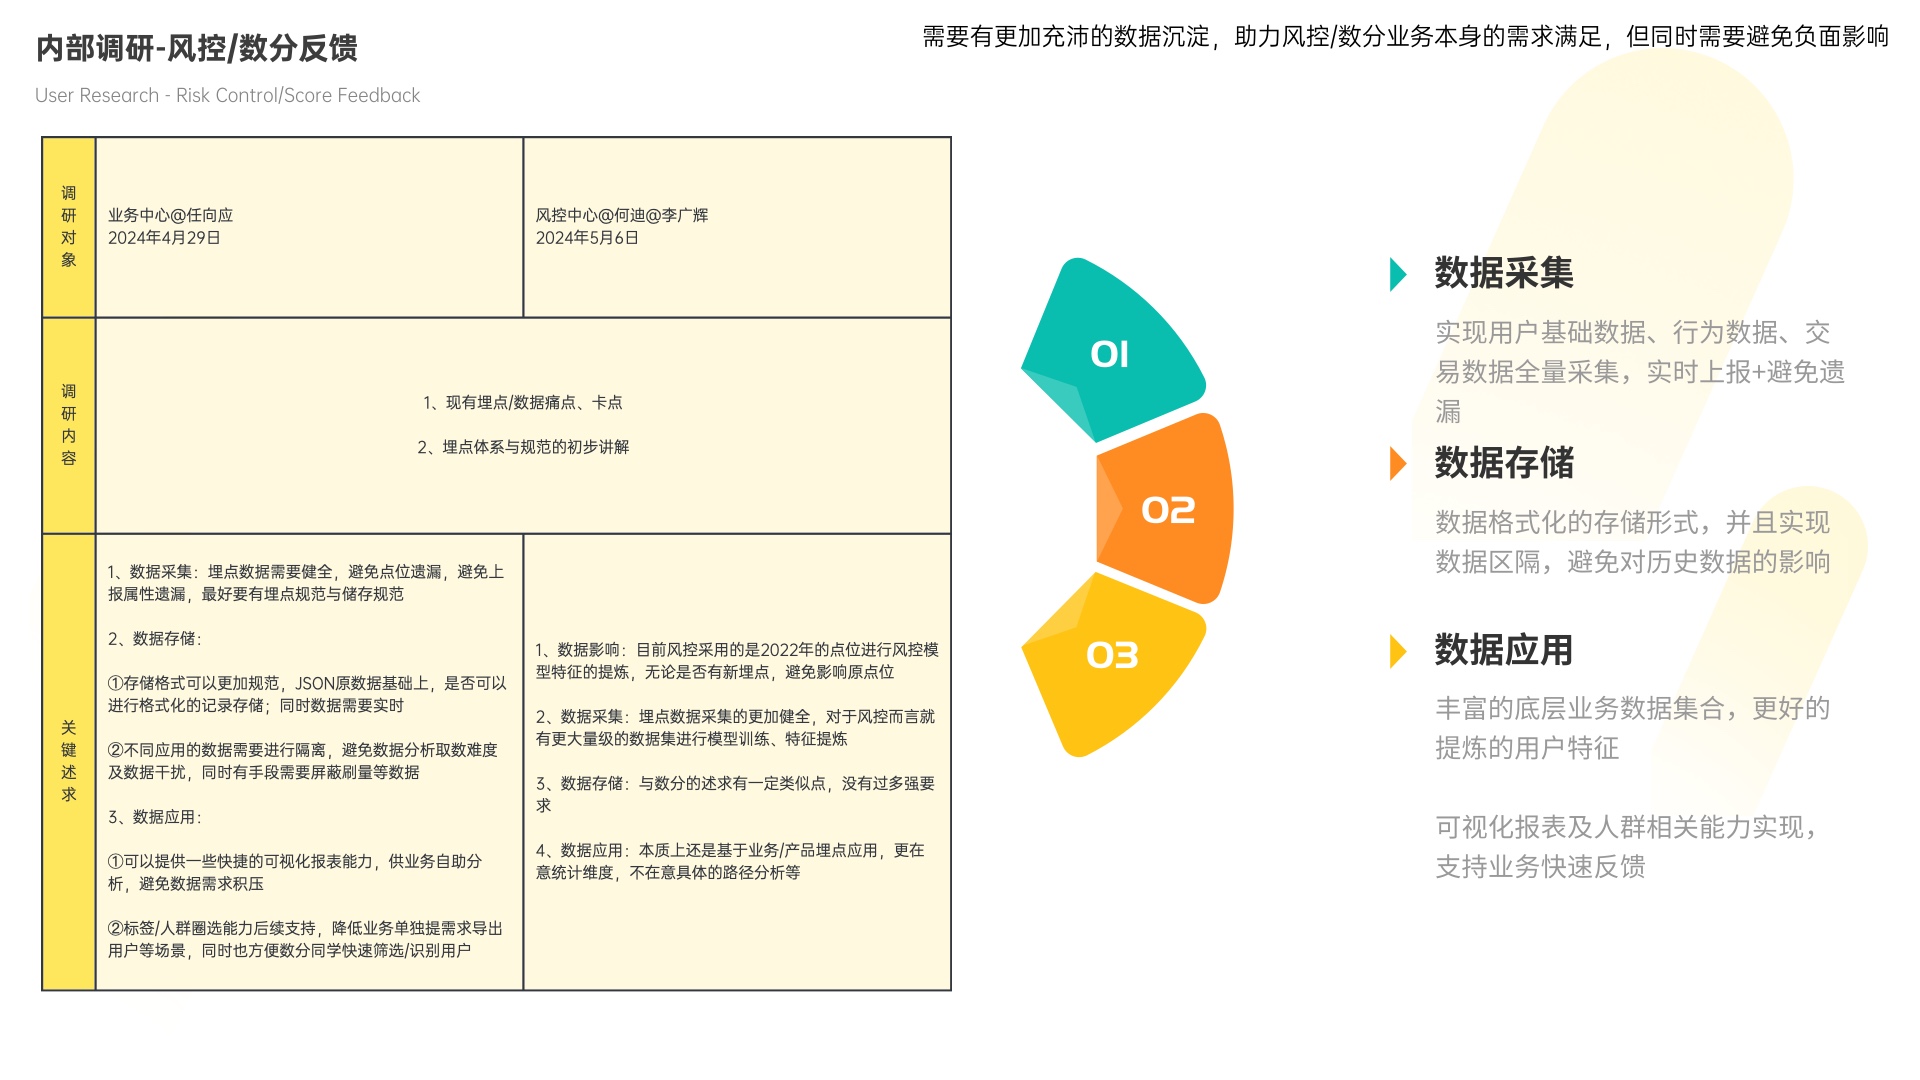 内部调研-风控/数分反馈
需要有更加充沛的数据沉淀，助力风控/数分业务本身的需求满足，但同时需要避免负面影响
User Research - Risk Control/Score Feedback
调
研
对
象
业务中心@任向应
2024年4月29日
风控中心@何迪@李广辉
2024年5月6日
调
研
内
容
1、现有埋点/数据痛点、卡点
2、埋点体系与规范的初步讲解
关
键
述
求
1、数据采集：埋点数据需要健全，避免点位遗漏，避免上
报属性遗漏，最好要有埋点规范与储存规范
2、数据存储：
①存储格式可以更加规范，JSON原数据基础上，是否可以
进行格式化的记录存储；同时数据需要实时
②不同应用的数据需要进行隔离，避免数据分析取数难度
及数据干扰，同时有手段需要屏蔽刷量等数据
3、数据应用：
①可以提供一些快捷的可视化报表能力，供业务自助分
析，避免数据需求积压
②标签/人群圈选能力后续支持，降低业务单独提需求导出
用户等场景，同时也方便数分同学快速筛选/识别用户
1、数据影响：目前风控采用的是2022年的点位进行风控模
型特征的提炼，无论是否有新埋点，避免影响原点位
2、数据采集：埋点数据采集的更加健全，对于风控而言就
有更大量级的数据集进行模型训练、特征提炼
3、数据存储：与数分的述求有一定类似点，没有过多强要
求
4、数据应用：本质上还是基于业务/产品埋点应用，更在
意统计维度，不在意具体的路径分析等
01
02
03
数据采集
实现用户基础数据、行为数据、交
易数据全量采集，实时上报+避免遗
漏
数据存储
数据格式化的存储形式，并且实现
数据区隔，避免对历史数据的影响
数据应用
丰富的底层业务数据集合，更好的
提炼的用户特征
可视化报表及人群相关能力实现，
支持业务快速反馈